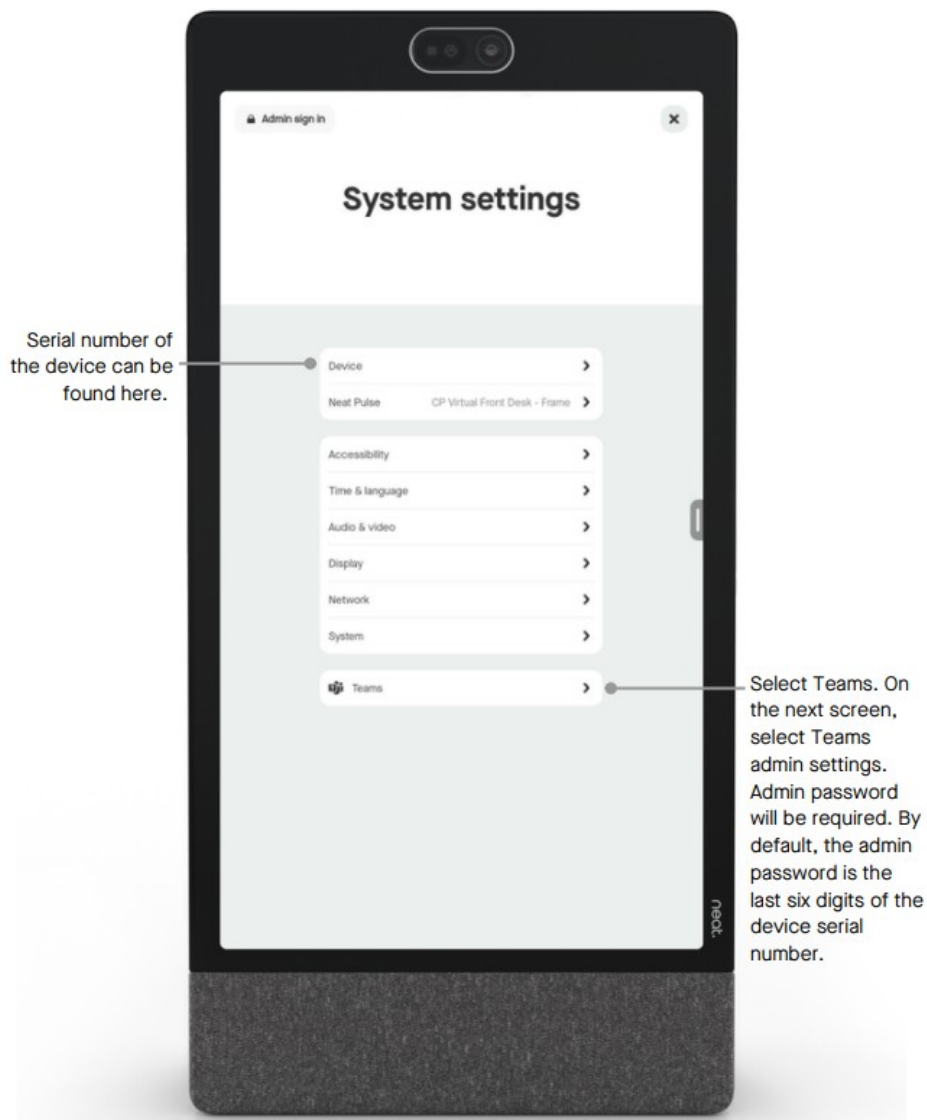 Admin sign in
System settings
Serial number of
the device can be
found here.
Device
Neat Pulse CP Virtual Front Desk - Frame
Accessibility
Time & language
Audio & video
Display
Network
System
Teams
Select Teams. On
the next screen,
select Teams
admin settings.
Admin password
will be required. By
default, the admin
password is the
last six digits of the
device serial
number.
neat.